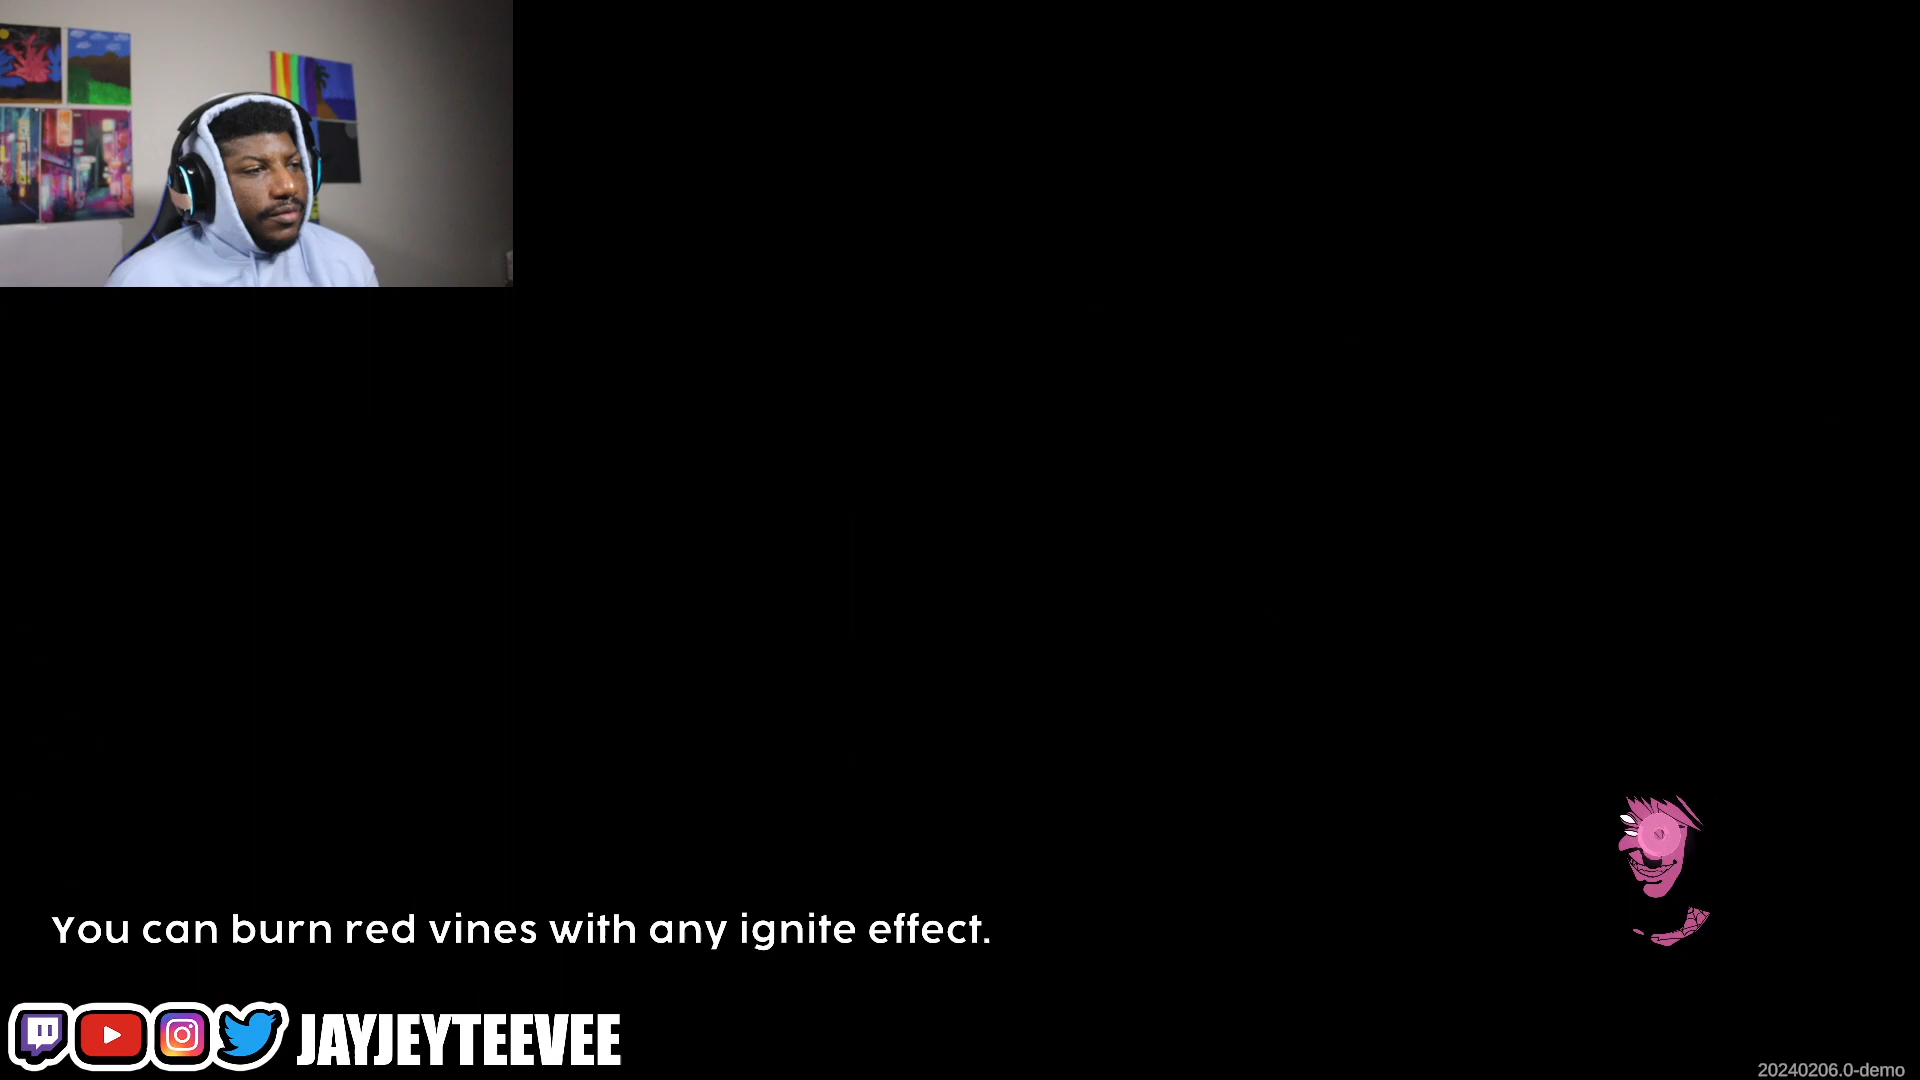 You can burn red vines with any ignite effect.
JAYJEYTEEVEE
20240206.0-demo